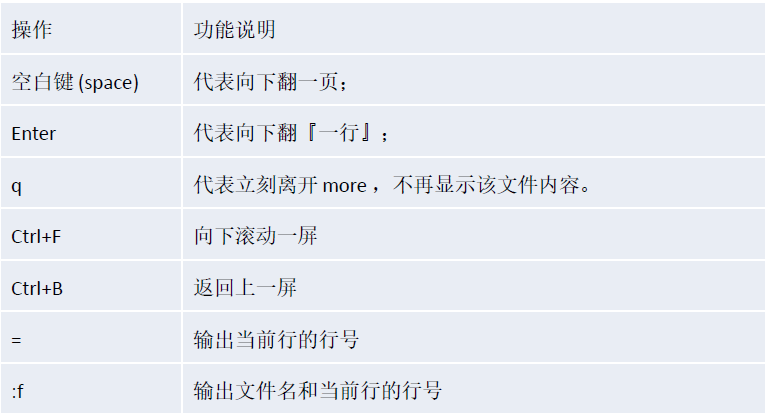 操作 功能说明
空白键 (space) 代表向下翻一页；
Enter 代表向下翻『一行』；
q 代表立刻离开 more ，不再显示该文件内容。
Ctrl+F 向下滚动一屏
Ctrl+B 返回上一屏
= 输出当前行的行号
:f 输出文件名和当前行的行号